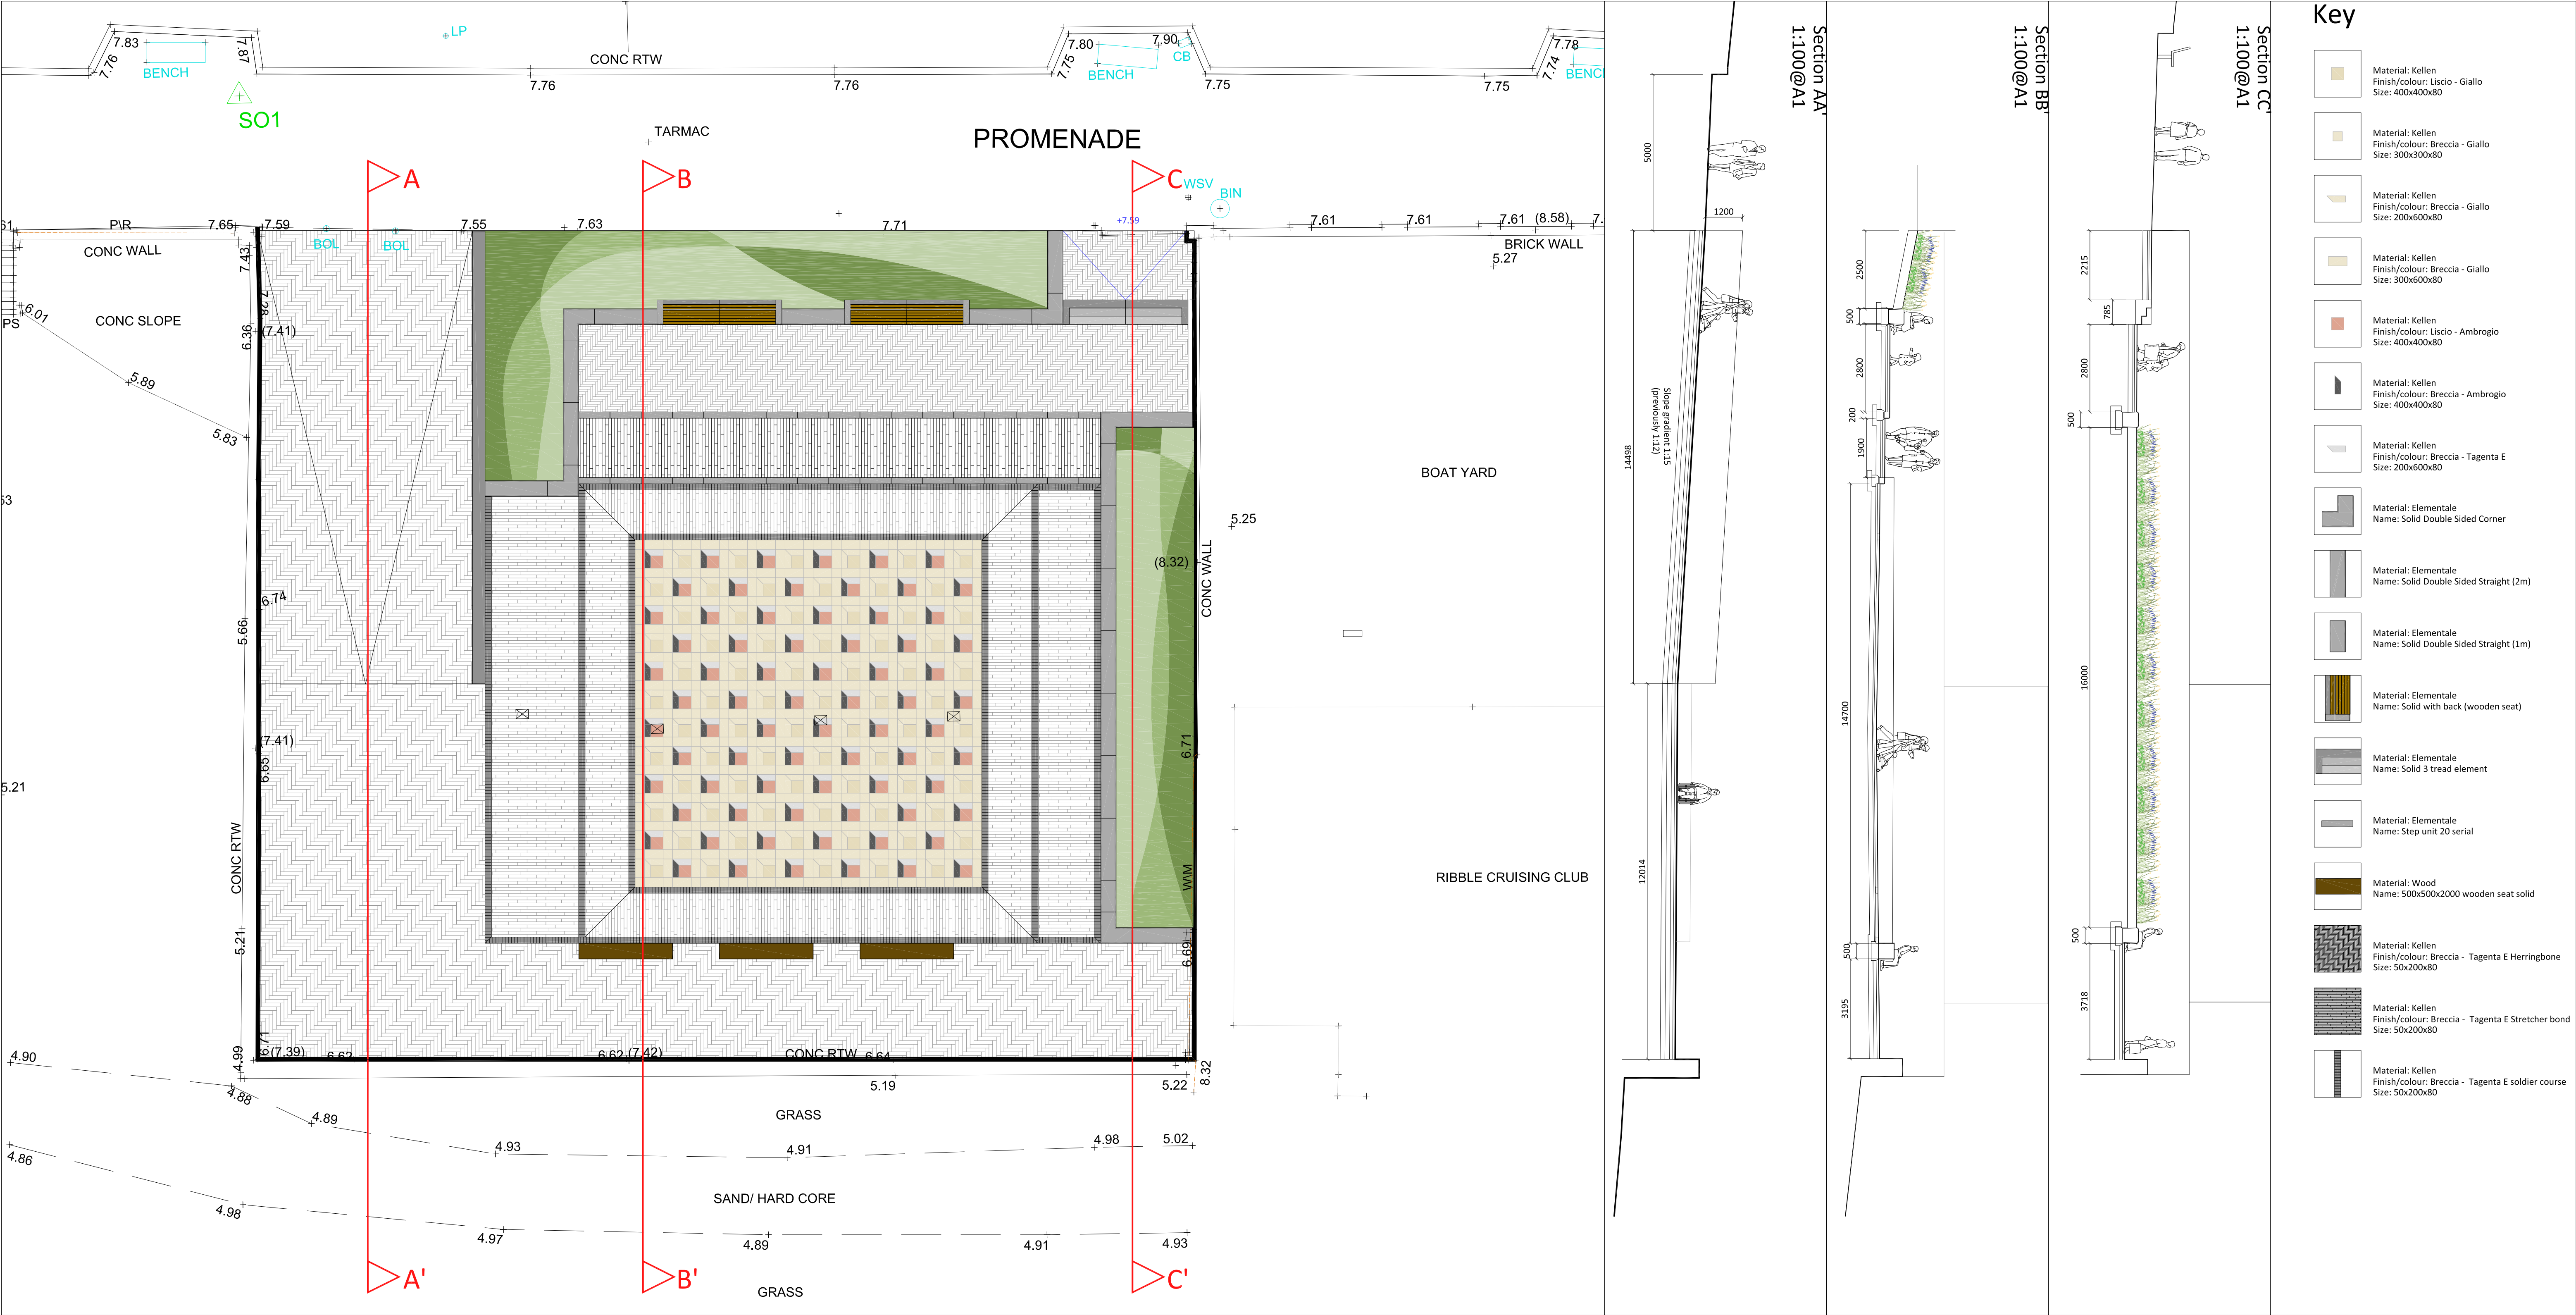 7.83
7.87
7.76
BENCH
LP
CONC RTW
7.76
7.76
7.80
7.90
7.75
BENCH
CB
7.75
7.78
7.74
7.75
SO1
TARMAC
PROMENADE
A
B
C
WSV
BIN
P\R
7.65
7.59
BOL
BOL
7.55
7.63
7.71
+7.59
7.61
7.61
7.61
(8.58)
BRICK WALL
5.27
CONC WALL
7.43
CONC SLOPE
PS
6.01
6.36
(7.41)
5.89
5.83
BOAT YARD
5.25
(8.32)
CONC WALL
6.74
5.66
(7.41)
6.65
6.71
5.21
CONC RTW
5.21
W\M
RIBBLE CRUISING CLUB
6.69
4.99
6.71
(7.39)
6.62
6.62
(7.42)
CONC RTW
6.64
4.90
4.88
4.89
5.19
5.22
8.32
GRASS
4.93
4.91
4.98
5.02
4.86
SAND/ HARD CORE
4.98
4.97
4.89
4.91
4.93
A'
B'
C'
GRASS
Section AA'
1:100@A1
5000
1200
14498
Slope gradient 1:15
(previously 1:12)
12014
Section BB'
1:100@A1
2500
500
2800
200
1900
14700
500
3195
Section CC'
1:100@A1
2215
785
2800
500
16000
500
3718
Key
Material: Kellen
Finish/colour: Liscio - Giallo
Size: 400x400x80
Material: Kellen
Finish/colour: Breccia - Giallo
Size: 300x300x80
Material: Kellen
Finish/colour: Breccia - Giallo
Size: 200x600x80
Material: Kellen
Finish/colour: Breccia - Giallo
Size: 300x600x80
Material: Kellen
Finish/colour: Liscio - Ambrogio
Size: 400x400x80
Material: Kellen
Finish/colour: Breccia - Ambrogio
Size: 400x400x80
Material: Kellen
Finish/colour: Breccia - Tagenta E
Size: 200x600x80
Material: Elementale
Name: Solid Double Sided Corner
Material: Elementale
Name: Solid Double Sided Straight (2m)
Material: Elementale
Name: Solid Double Sided Straight (1m)
Material: Elementale
Name: Solid with back (wooden seat)
Material: Elementale
Name: Solid 3 tread element
Material: Elementale
Name: Step unit 20 serial
Material: Wood
Name: 500x500x2000 wooden seat solid
Material: Kellen
Finish/colour: Breccia - Tagenta E Herringbone
Size: 50x200x80
Material: Kellen
Finish/colour: Breccia - Tagenta E Stretcher bond
Size: 50x200x80
Material: Kellen
Finish/colour: Breccia - Tagenta E soldier course
Size: 50x200x80